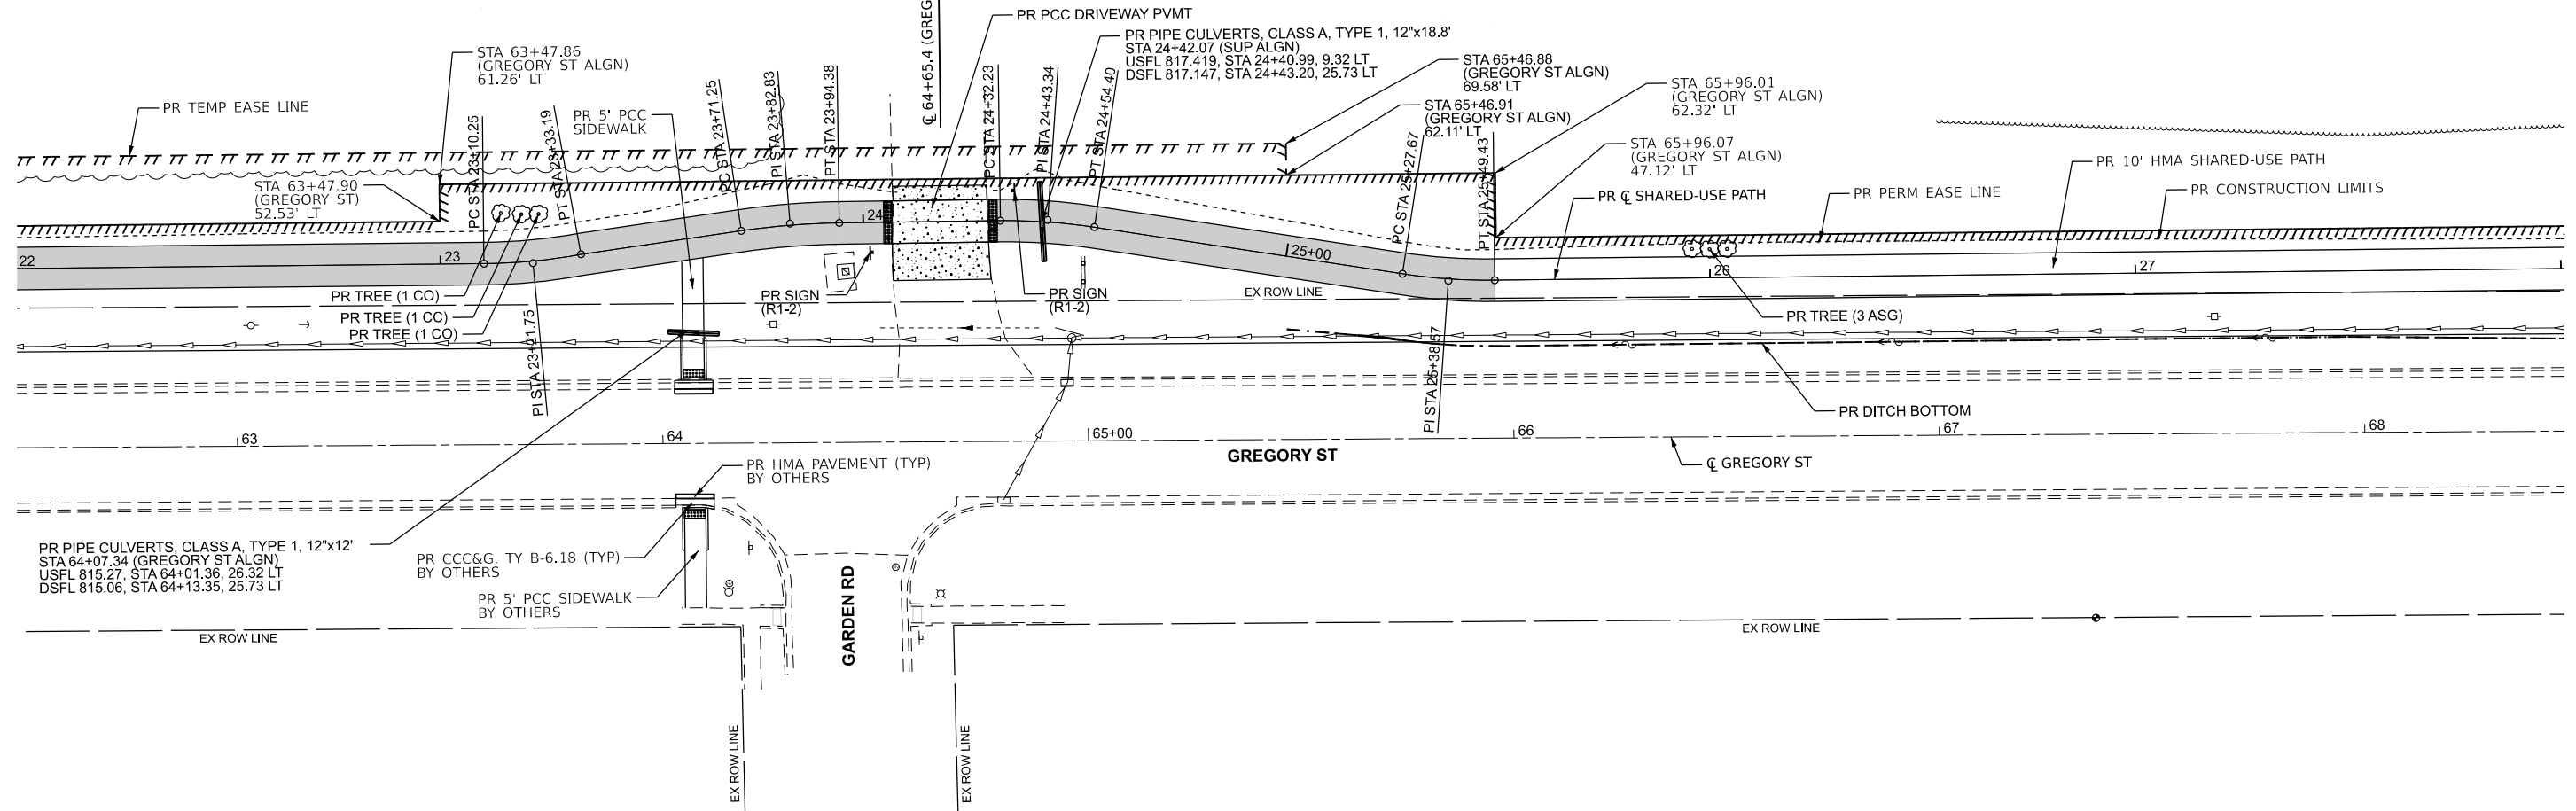 PR TEMP EASE LINE
STA 63+47.86
(GREGORY ST ALGN)
61.26' LT
STA 63+47.90
(GREGORY ST)
52.53' LT
PC STA 23+10.25
PT STA 23+33.19
PR 5' PCC
SIDEWALK
PC STA 23+71.25
PI STA 23+82.83
PT STA 23+94.38
℄ 64+65.4 (GREG
PR PCC DRIVEWAY PVMT
PR PIPE CULVERTS, CLASS A, TYPE 1, 12"x18.8'
STA 24+42.07 (SUP ALGN)
USFL 817.419, STA 24+40.99, 9.32 LT
DSFL 817.147, STA 24+43.20, 25.73 LT
PC STA 24+32.23
PI STA 24+43.34
PT STA 24+54.40
STA 65+46.88
(GREGORY ST ALGN)
69.58' LT
STA 65+46.91
(GREGORY ST ALGN)
62.11' LT
PC STA 25+27.67
PT STA 25+49.43
STA 65+96.01
(GREGORY ST ALGN)
62.32' LT
STA 65+96.07
(GREGORY ST ALGN)
47.12' LT
PR ℄ SHARED-USE PATH
PR PERM EASE LINE
PR 10' HMA SHARED-USE PATH
PR CONSTRUCTION LIMITS
22
23
24
25+00
26
27
PR TREE (1 CO)
PR TREE (1 CC)
PR TREE (1 CO)
PI STA 23+21.75
PR SIGN
(R1-2)
PR SIGN
(R1-2)
EX ROW LINE
PR TREE (3 ASG)
PI STA 25+38.57
PR DITCH BOTTOM
63
64
65+00
66
67
68
GREGORY ST
℄ GREGORY ST
PR HMA PAVEMENT (TYP)
BY OTHERS
PR PIPE CULVERTS, CLASS A, TYPE 1, 12"x12'
STA 64+07.34 (GREGORY ST ALGN)
USFL 815.27, STA 64+01.36, 26.32 LT
DSFL 815.06, STA 64+13.35, 25.73 LT
PR CCC&G, TY B-6.18 (TYP)
BY OTHERS
PR 5' PCC SIDEWALK
BY OTHERS
GARDEN RD
EX ROW LINE
EX ROW LINE
EX ROW LINE
EX ROW LINE